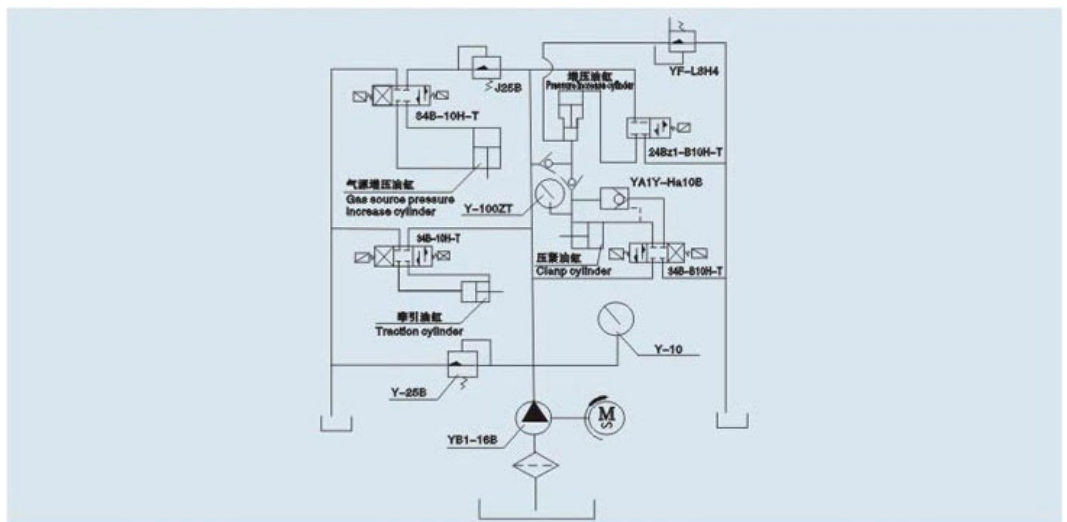 YF-L8H4
J25B
增压油缸
Pressure increase cylinder
34B-10H-T
24Bz1-B10H-T
气源增压油缸
Gas source pressure
increase cylinder
Y-100ZT
YA1Y-Ha10B
34B-10H-T
压紧油缸
Clanp cylinder
34B-B10H-T
牵引油缸
Traction cylinder
Y-10
Y-25B
M
S
YB1-16B